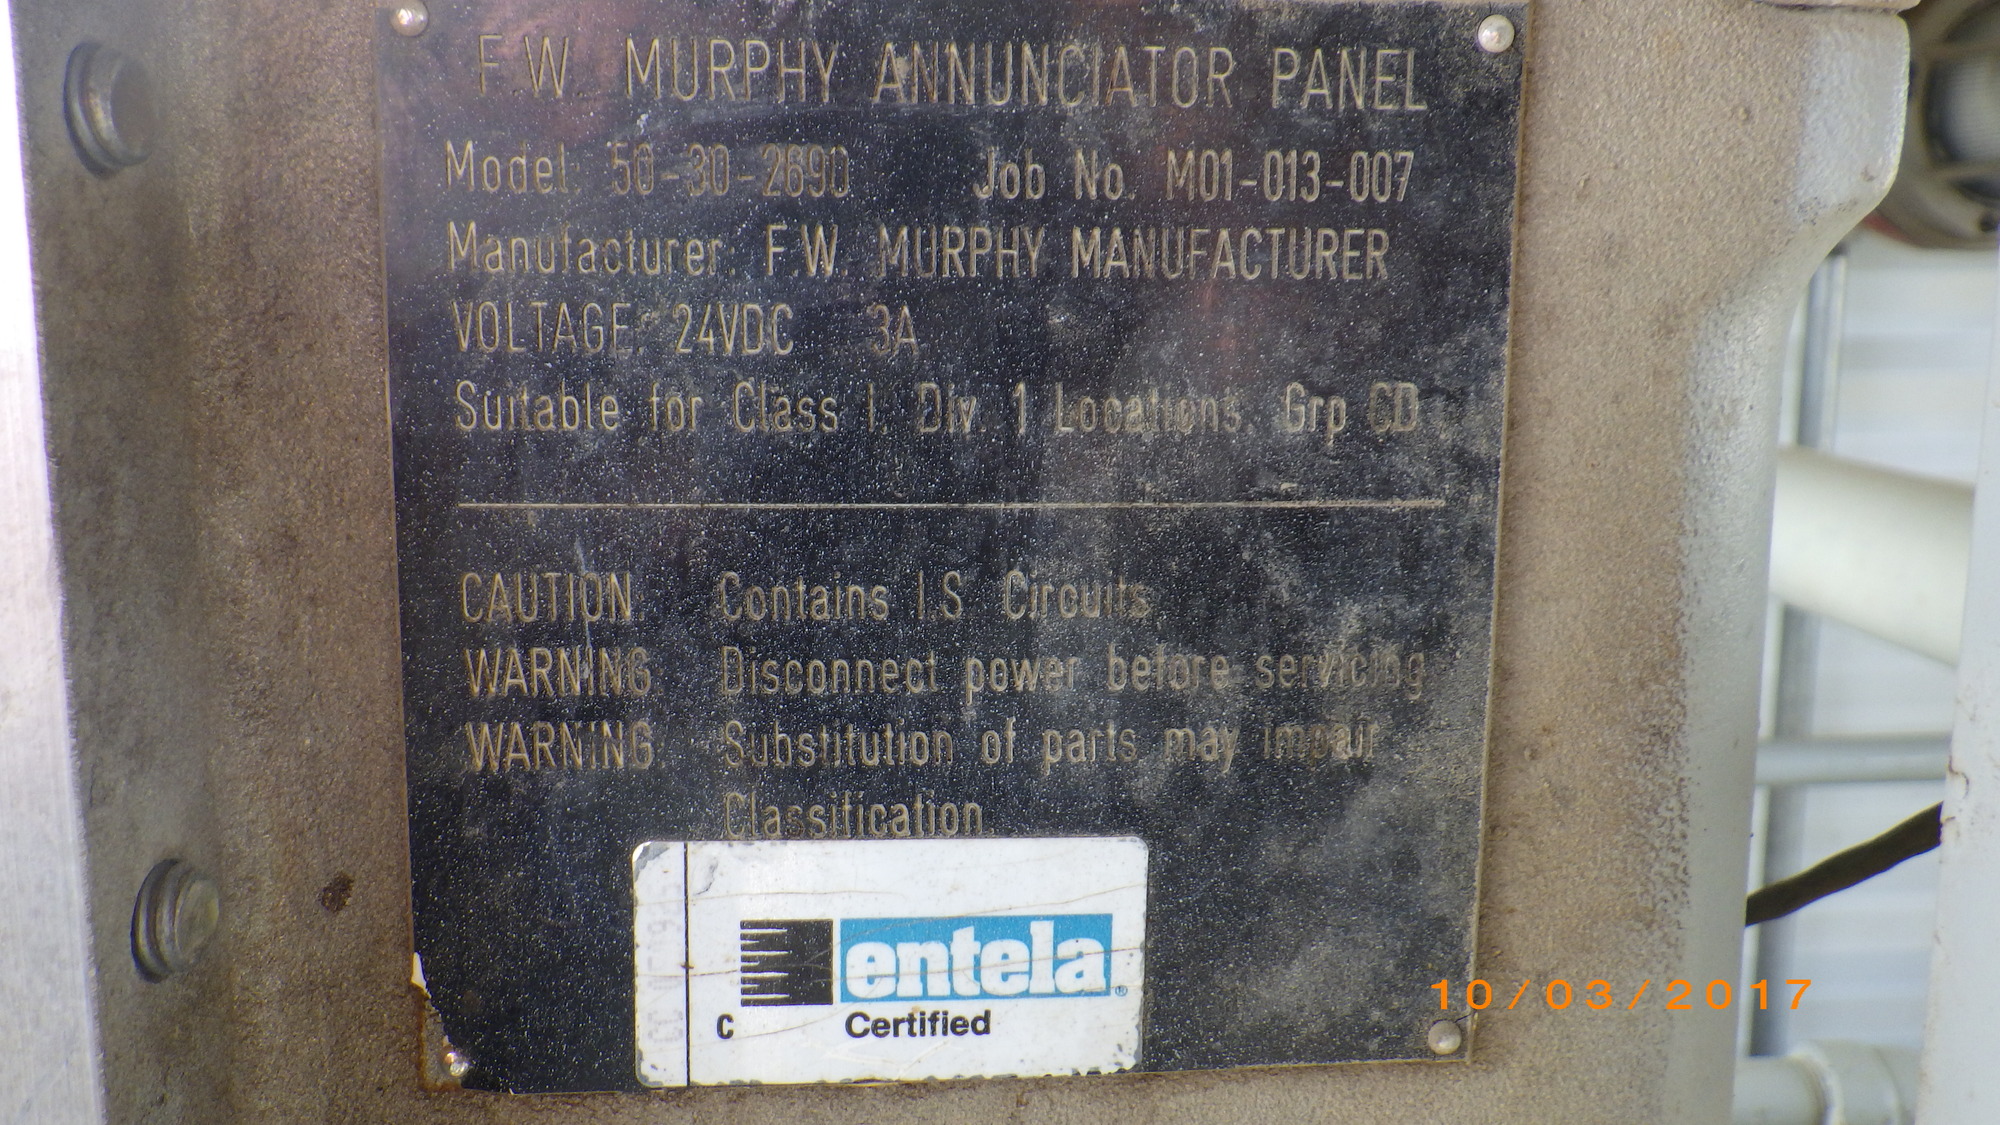 F.W. MURPHY ANNUNCIATOR PANEL
Model: 50-30-2690 Job No. M01-013-007
Manufacturer: F.W. MURPHY MANUFACTURER
VOLTAGE: 24VDC 3A
Suitable for Class I, Div. 1 Locations, Grp CD
CAUTION: Contains I.S. Circuits
WARNING: Disconnect power before servicing
WARNING: Substitution of parts may impair
Classification
entela®
C Certified
10/03/2017